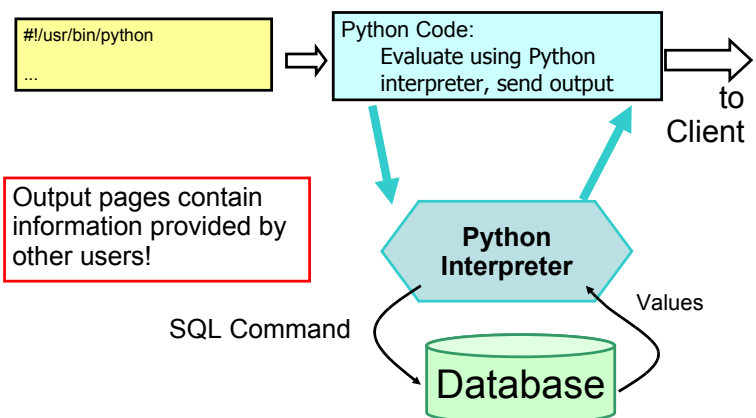 #!/usr/bin/python
...
Python Code:
Evaluate using Python
interpreter, send output
to
Client
Output pages contain
information provided by
other users!
Python
Interpreter
Values
SQL Command
Database